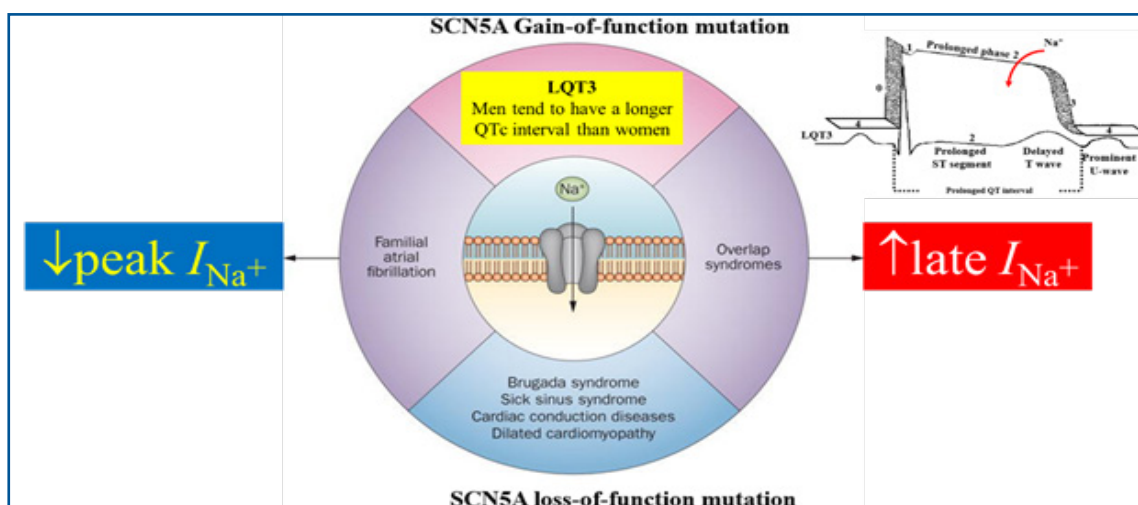 SCN5A Gain-of-function mutation
LQT3
Men tend to have a longer
QTc interval than women
Na+
Familial
atrial
fibrillation
Overlap
syndromes
Brugada syndrome
Sick sinus syndrome
Cardiac conduction diseases
Dilated cardiomyopathy
SCN5A loss-of-function mutation
↓peak INa+
↑late INa+
1
Prolonged phase 2
Na+
0
3
4
4
LQT3
2
Prolonged
ST segment
Delayed
T wave
Prominent
U-wave
Prolonged QT interval